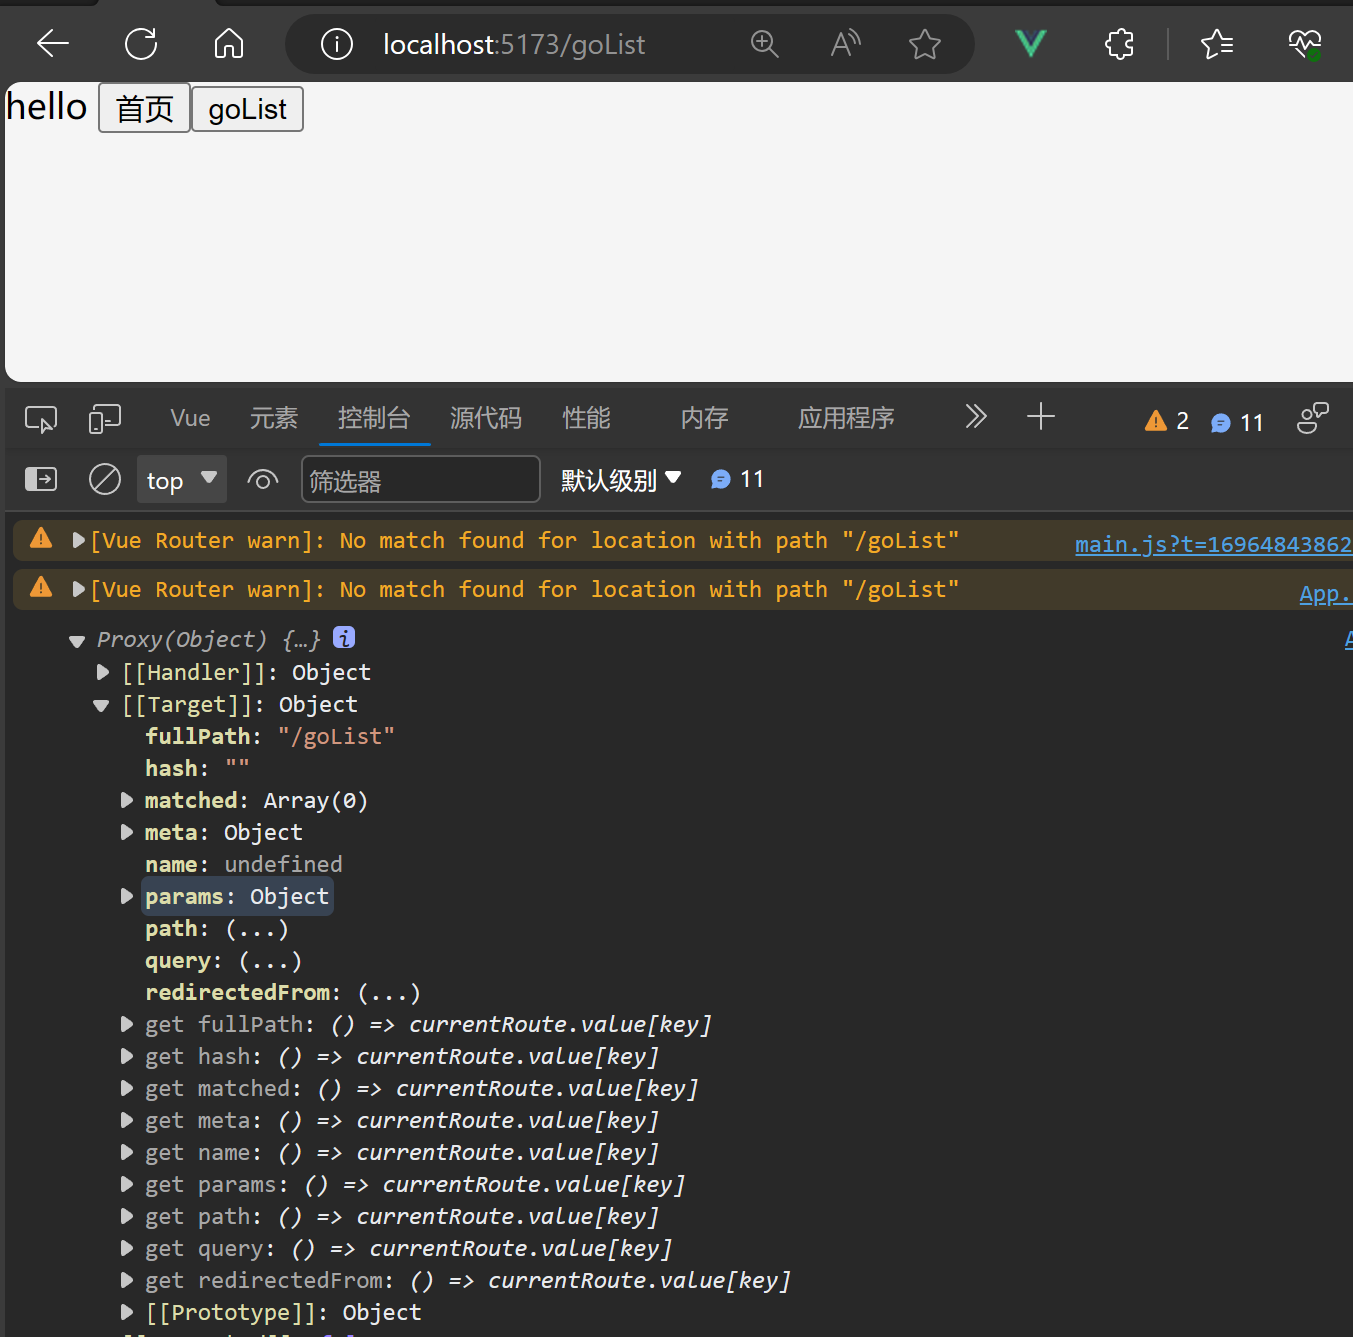 localhost:5173/goList
hello 首页 goList
Vue 元素 控制台 源代码 性能 内存 应用程序 2 11
top 筛选器 默认级别 11
[Vue Router warn]: No match found for location with path "/goList" main.js?t=16964843862
[Vue Router warn]: No match found for location with path "/goList" App.
Proxy(Object) {…} i
[[Handler]]: Object
[[Target]]: Object
fullPath: "/goList"
hash: ""
matched: Array(0)
meta: Object
name: undefined
params: Object
path: (...)
query: (...)
redirectedFrom: (...)
get fullPath: () => currentRoute.value[key]
get hash: () => currentRoute.value[key]
get matched: () => currentRoute.value[key]
get meta: () => currentRoute.value[key]
get name: () => currentRoute.value[key]
get params: () => currentRoute.value[key]
get path: () => currentRoute.value[key]
get query: () => currentRoute.value[key]
get redirectedFrom: () => currentRoute.value[key]
[[Prototype]]: Object